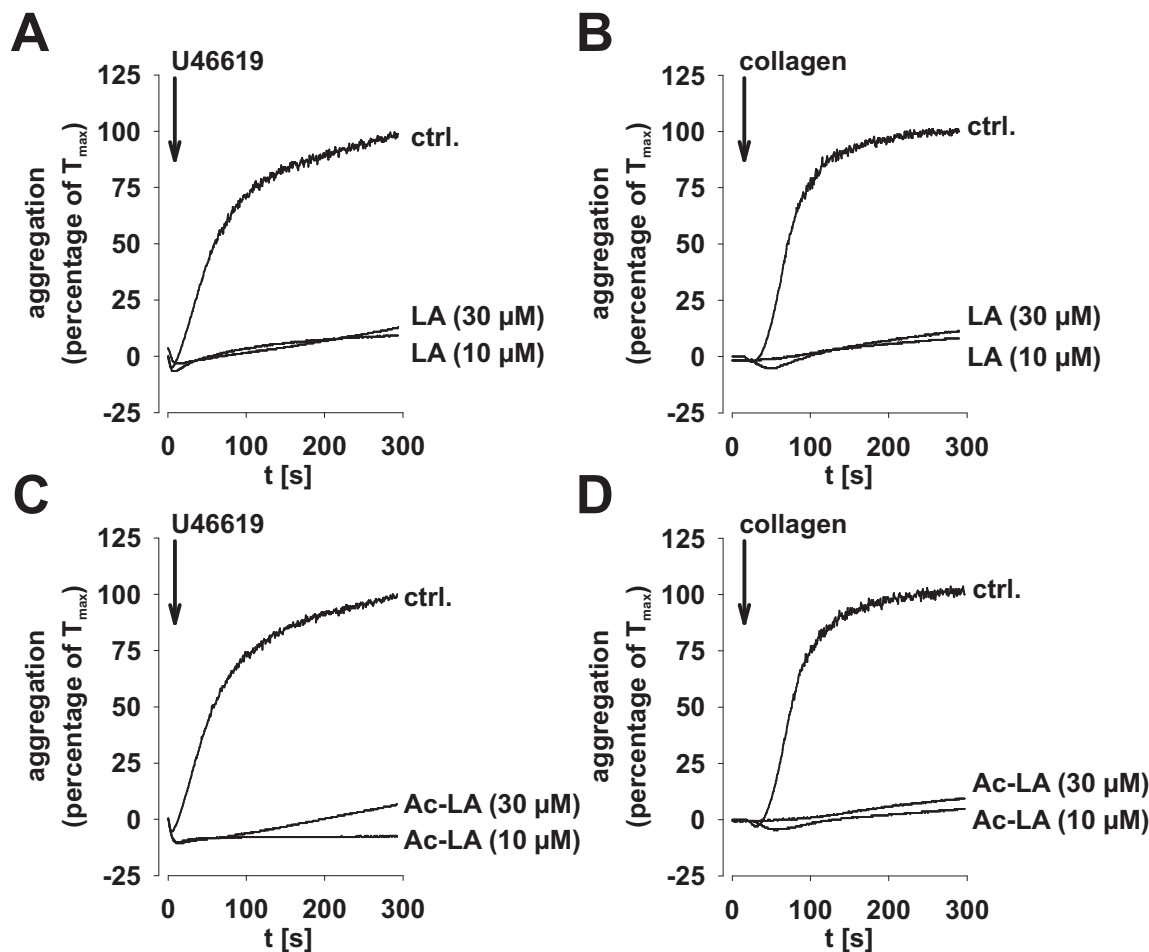 A
U46619
125
100
75
50
25
0
-25
aggregation
(percentage of Tmax)
ctrl.
LA (30 µM)
LA (10 µM)
0 100 200 300
t [s]
B
collagen
125
100
75
50
25
0
-25
aggregation
(percentage of Tmax)
ctrl.
LA (30 µM)
LA (10 µM)
0 100 200 300
t [s]
C
U46619
125
100
75
50
25
0
-25
aggregation
(percentage of Tmax)
ctrl.
Ac-LA (30 µM)
Ac-LA (10 µM)
0 100 200 300
t [s]
D
collagen
125
100
75
50
25
0
-25
aggregation
(percentage of Tmax)
ctrl.
Ac-LA (30 µM)
Ac-LA (10 µM)
0 100 200 300
t [s]